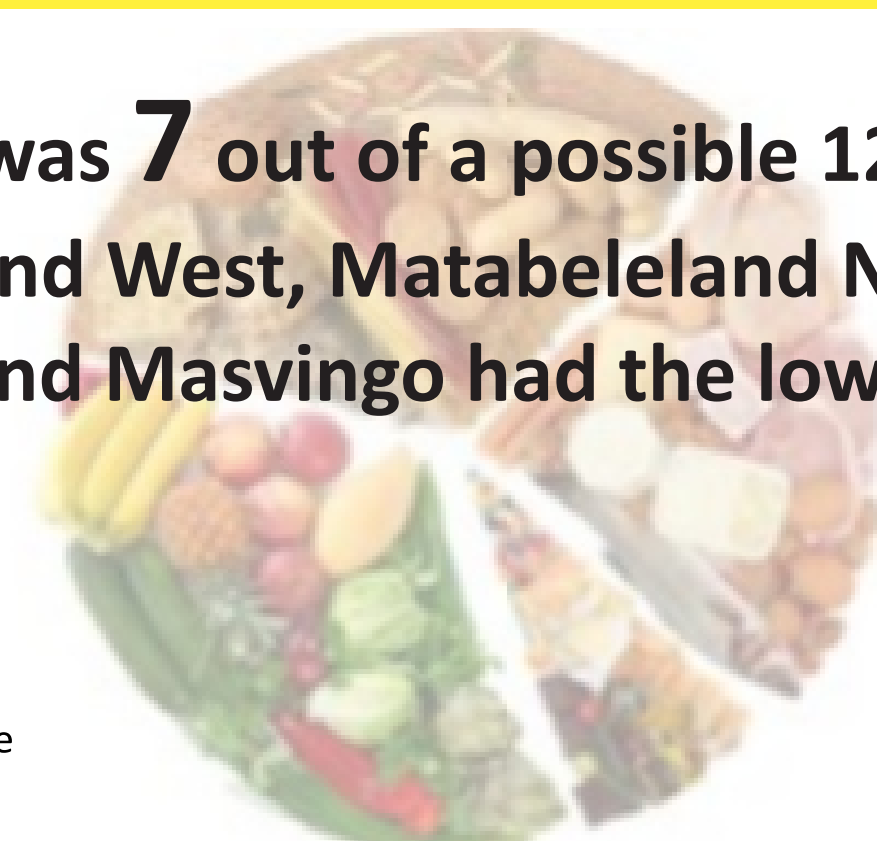 was 7 out of a possible 12
nd West, Matabeleland N
nd Masvingo had the low
e